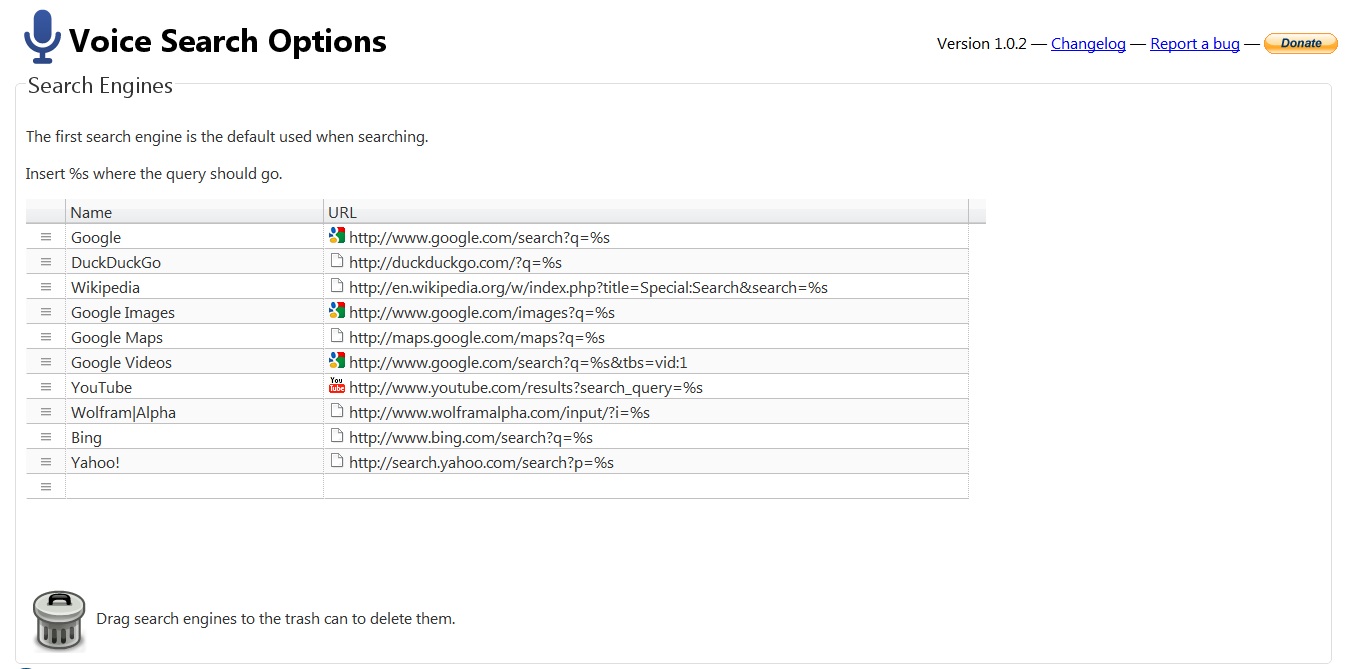 Voice Search Options
Version 1.0.2 — Changelog — Report a bug — Donate
Search Engines
The first search engine is the default used when searching.
Insert %s where the query should go.
Name URL
Google http://www.google.com/search?q=%s
DuckDuckGo http://duckduckgo.com/?q=%s
Wikipedia http://en.wikipedia.org/w/index.php?title=Special:Search&search=%s
Google Images http://www.google.com/images?q=%s
Google Maps http://maps.google.com/maps?q=%s
Google Videos http://www.google.com/search?q=%s&tbs=vid:1
YouTube You Tube http://www.youtube.com/results?search_query=%s
Wolfram|Alpha http://www.wolframalpha.com/input/?i=%s
Bing http://www.bing.com/search?q=%s
Yahoo! http://search.yahoo.com/search?p=%s
Drag search engines to the trash can to delete them.